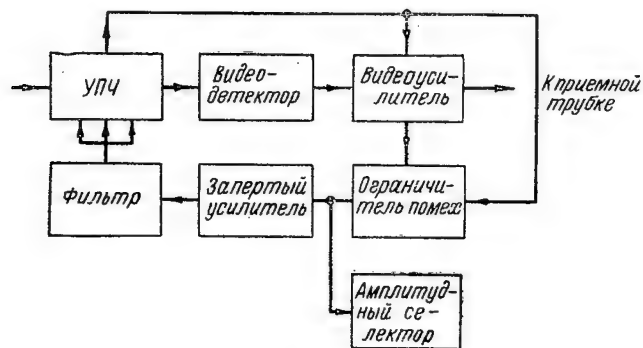 УПЧ
Видео-
детектор
Видеоуси-
литель
К приемной
трубке
Фильтр
Запертый
усилитель
Ограничи-
тель помех
Амплитуд-
ный се-
лектор